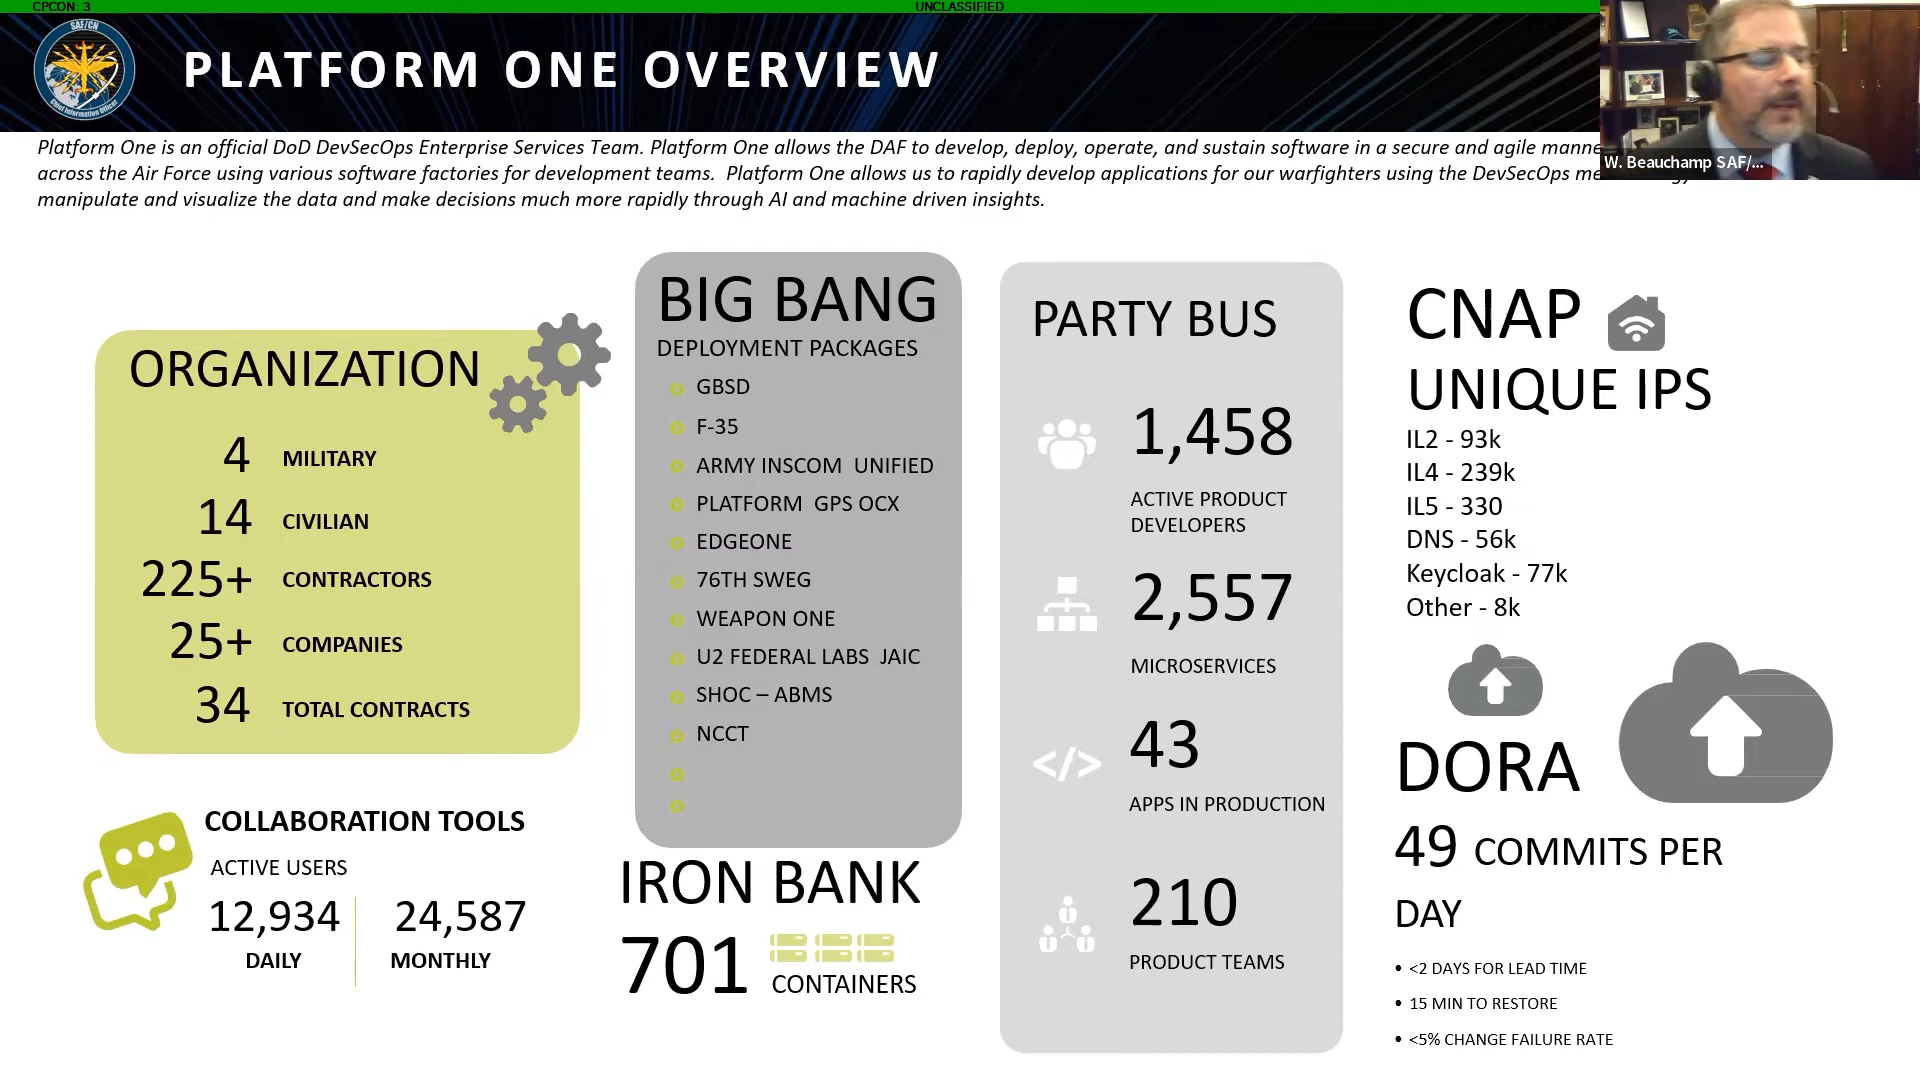 CPCON: 3
UNCLASSIFIED
SAF/CN
Chief Information Officer
PLATFORM ONE OVERVIEW
W. Beauchamp SAF/...
Platform One is an official DoD DevSecOps Enterprise Services Team. Platform One allows the DAF to develop, deploy, operate, and sustain software in a secure and agile
across the Air Force using various software factories for development teams. Platform One allows us to rapidly develop applications for our warfighters using the DevSecOps
manipulate and visualize the data and make decisions much more rapidly through AI and machine driven insights.
ORGANIZATION
4 MILITARY
14 CIVILIAN
225+ CONTRACTORS
25+ COMPANIES
34 TOTAL CONTRACTS
COLLABORATION TOOLS
ACTIVE USERS
12,934 24,587
DAILY MONTHLY
BIG BANG
DEPLOYMENT PACKAGES
GBSD
F-35
ARMY INSCOM UNIFIED
PLATFORM GPS OCX
EDGEONE
76TH SWEG
WEAPON ONE
U2 FEDERAL LABS JAIC
SHOC – ABMS
NCCT
IRON BANK
701
CONTAINERS
PARTY BUS
1,458
ACTIVE PRODUCT
DEVELOPERS
2,557
MICROSERVICES
</>
43
APPS IN PRODUCTION
210
PRODUCT TEAMS
CNAP
UNIQUE IPS
IL2 - 93k
IL4 - 239k
IL5 - 330
DNS - 56k
Keycloak - 77k
Other - 8k
DORA
49 COMMITS PER
DAY
• <2 DAYS FOR LEAD TIME
• 15 MIN TO RESTORE
• <5% CHANGE FAILURE RATE